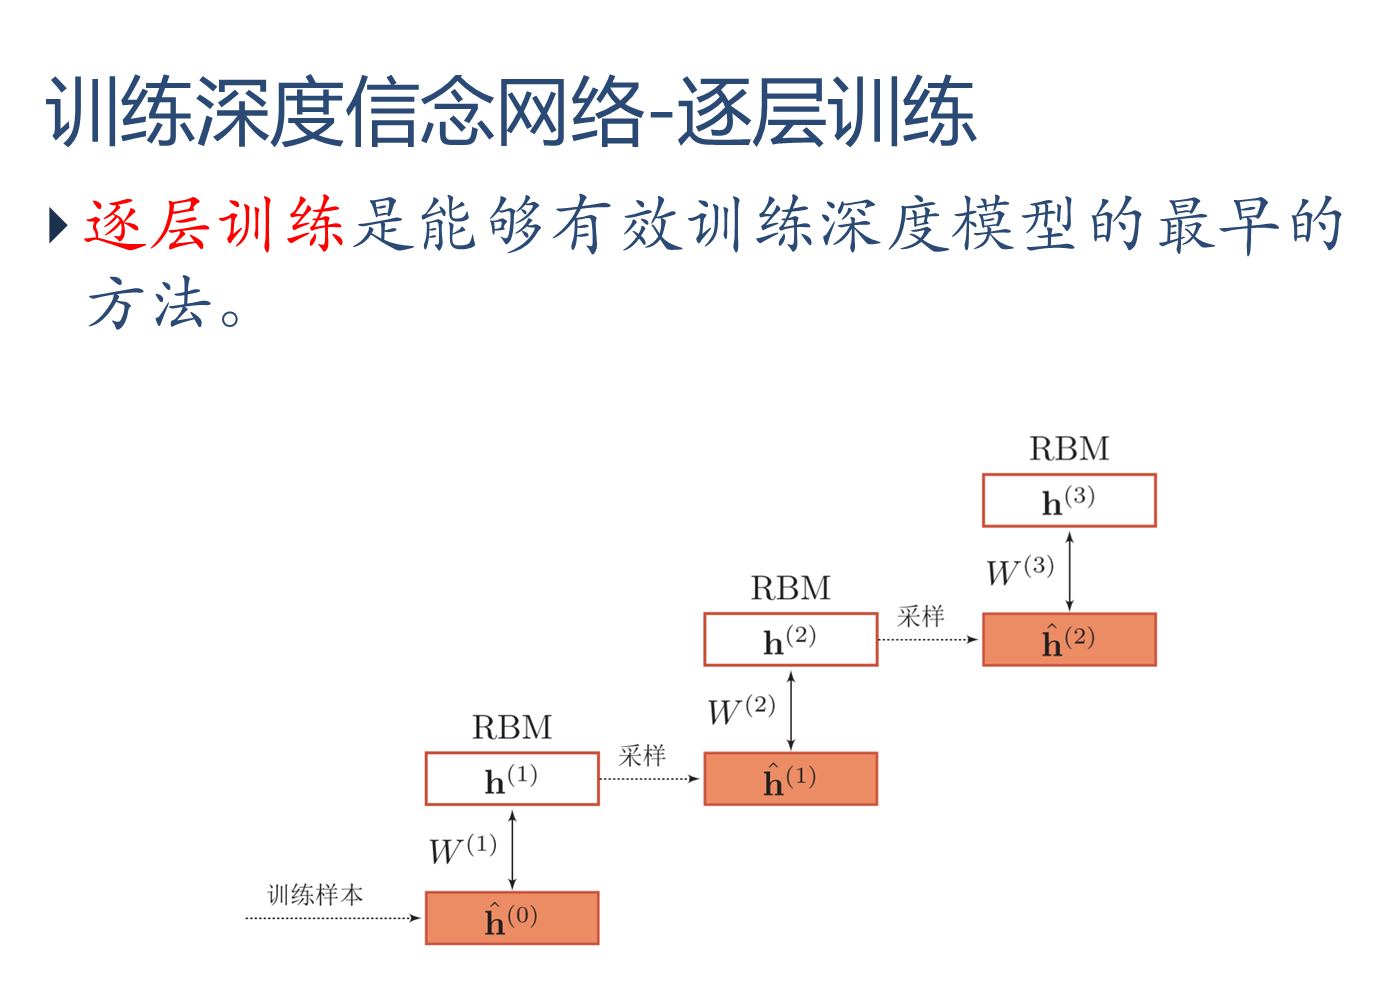 训练深度信念网络-逐层训练
逐层训练是能够有效训练深度模型的最早的
方法。
RBM
h^(3)
W^(3)
RBM
采样
h^(2)
ĥ^(2)
W^(2)
RBM
采样
h^(1)
ĥ^(1)
W^(1)
训练样本
ĥ^(0)